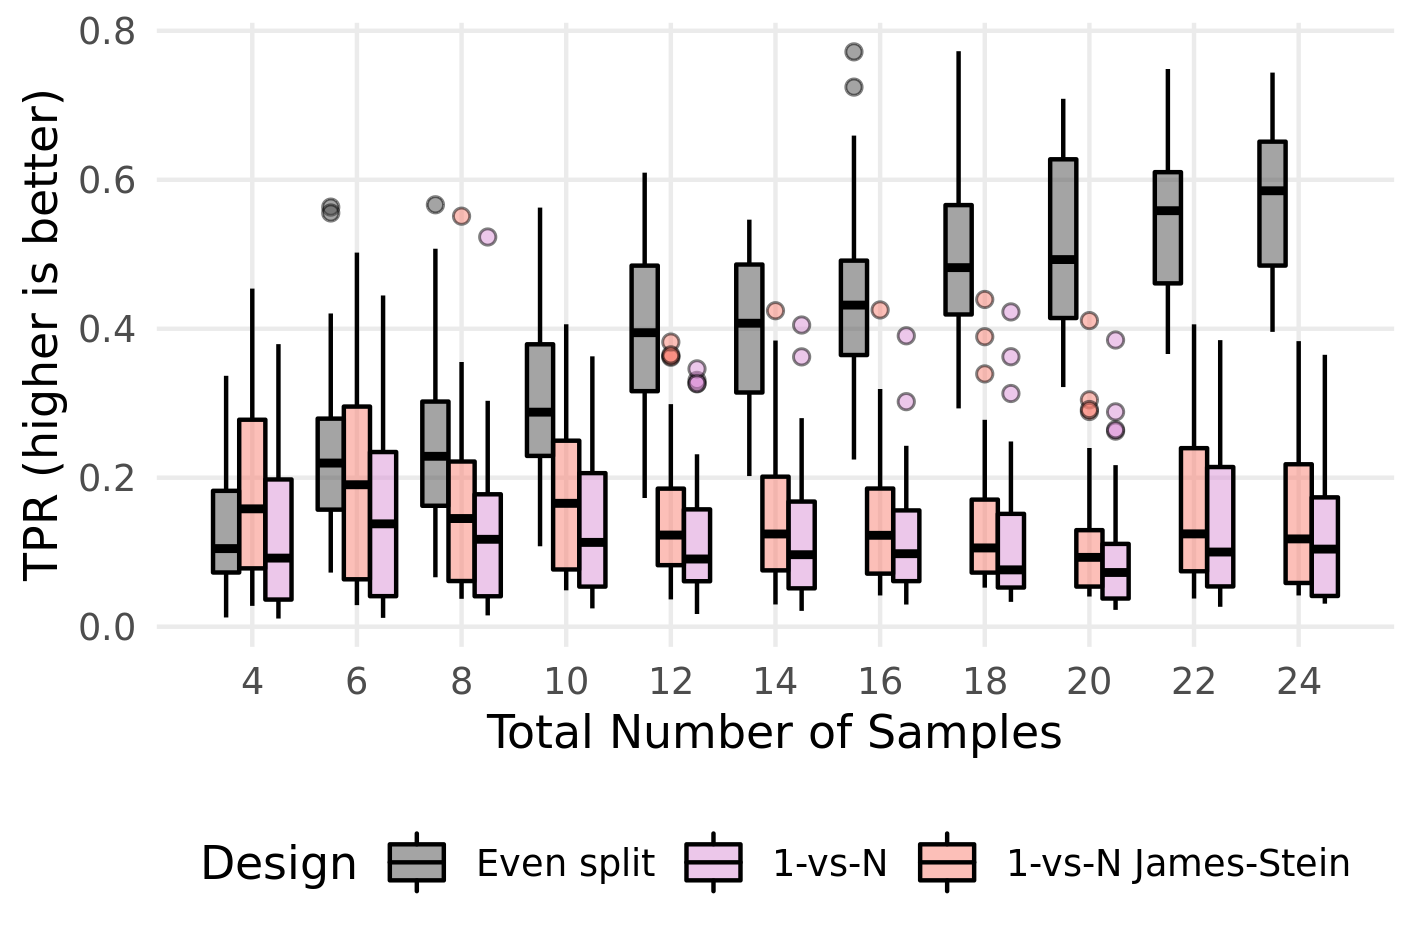 0.8
0.6
0.4
0.2
0.0
TPR (higher is better)
4 6 8 10 12 14 16 18 20 22 24
Total Number of Samples
Design Even split 1-vs-N 1-vs-N James-Stein